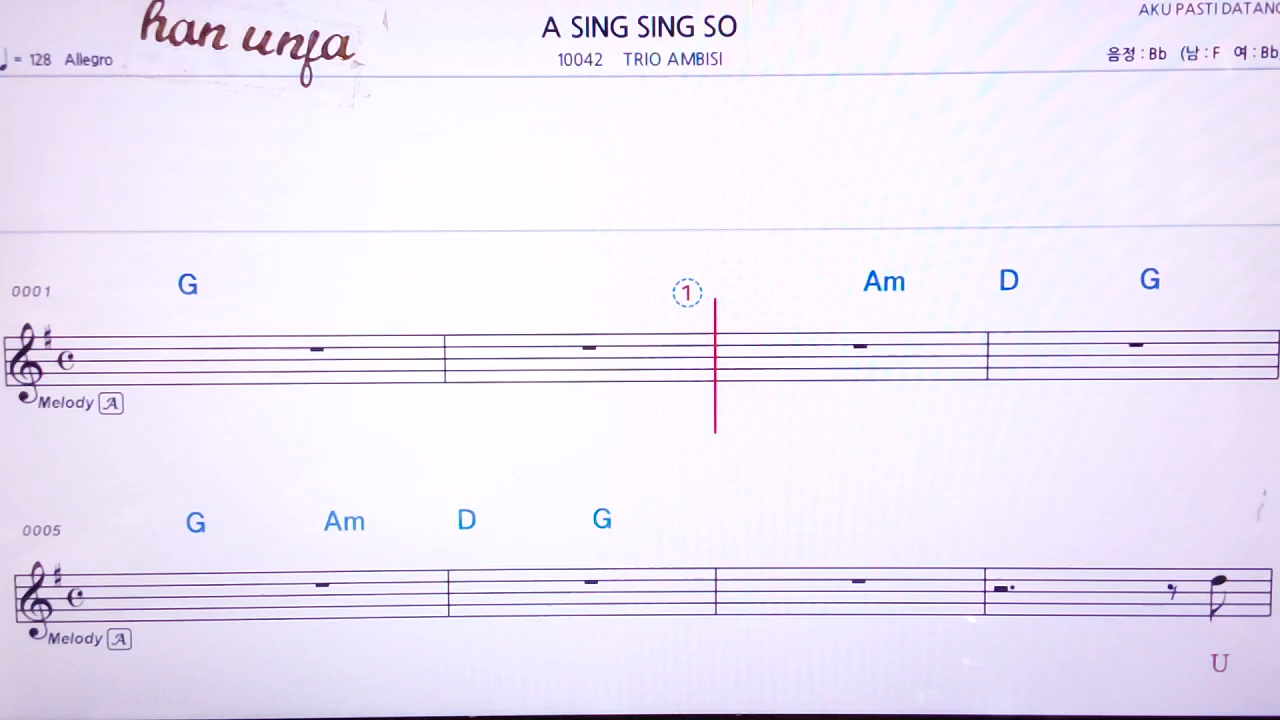 han unfa
A SING SING SO
AKU PASTI DATANG
♩ = 128 Allegro
10042 TRIO AMBISI
음정 : Bb (남 : F 여 : Bb
1
0001 G Am D G
Melody A
0005 G Am D G
Melody A
U